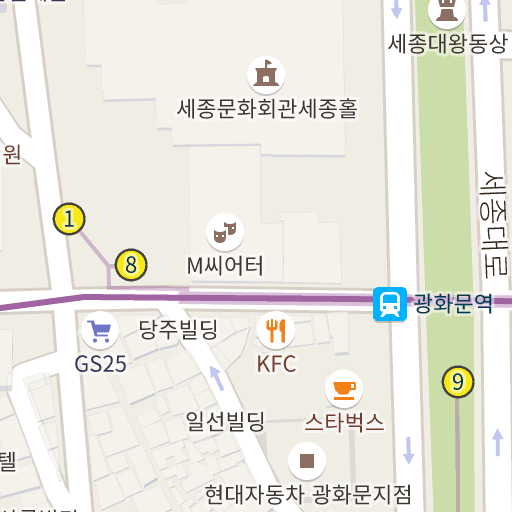 세종대왕동상
세종문화회관세종홀
원
세종대로
1
8
M씨어터
광화문역
당주빌딩
GS25
KFC
9
스타벅스
일선빌딩
텔
현대자동차 광화문지점